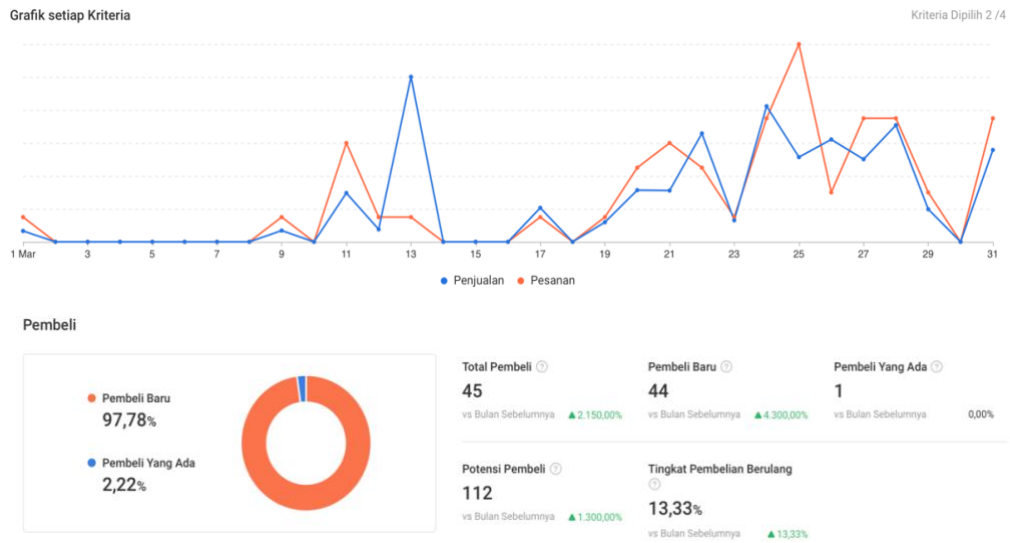 Grafik setiap Kriteria
Kriteria Dipilih 2 /4
1 Mar 3 5 7 9 11 13 15 17 19 21 23 25 27 29 31
Penjualan Pesanan
Pembeli
Pembeli Baru
97,78%
Pembeli Yang Ada
2,22%
Total Pembeli ?
45
vs Bulan Sebelumnya ▲2.150,00%
Pembeli Baru ?
44
vs Bulan Sebelumnya ▲4.300,00%
Pembeli Yang Ada ?
1
vs Bulan Sebelumnya 0,00%
Potensi Pembeli ?
112
vs Bulan Sebelumnya ▲1.300,00%
Tingkat Pembelian Berulang
?
13,33%
vs Bulan Sebelumnya ▲13,33%